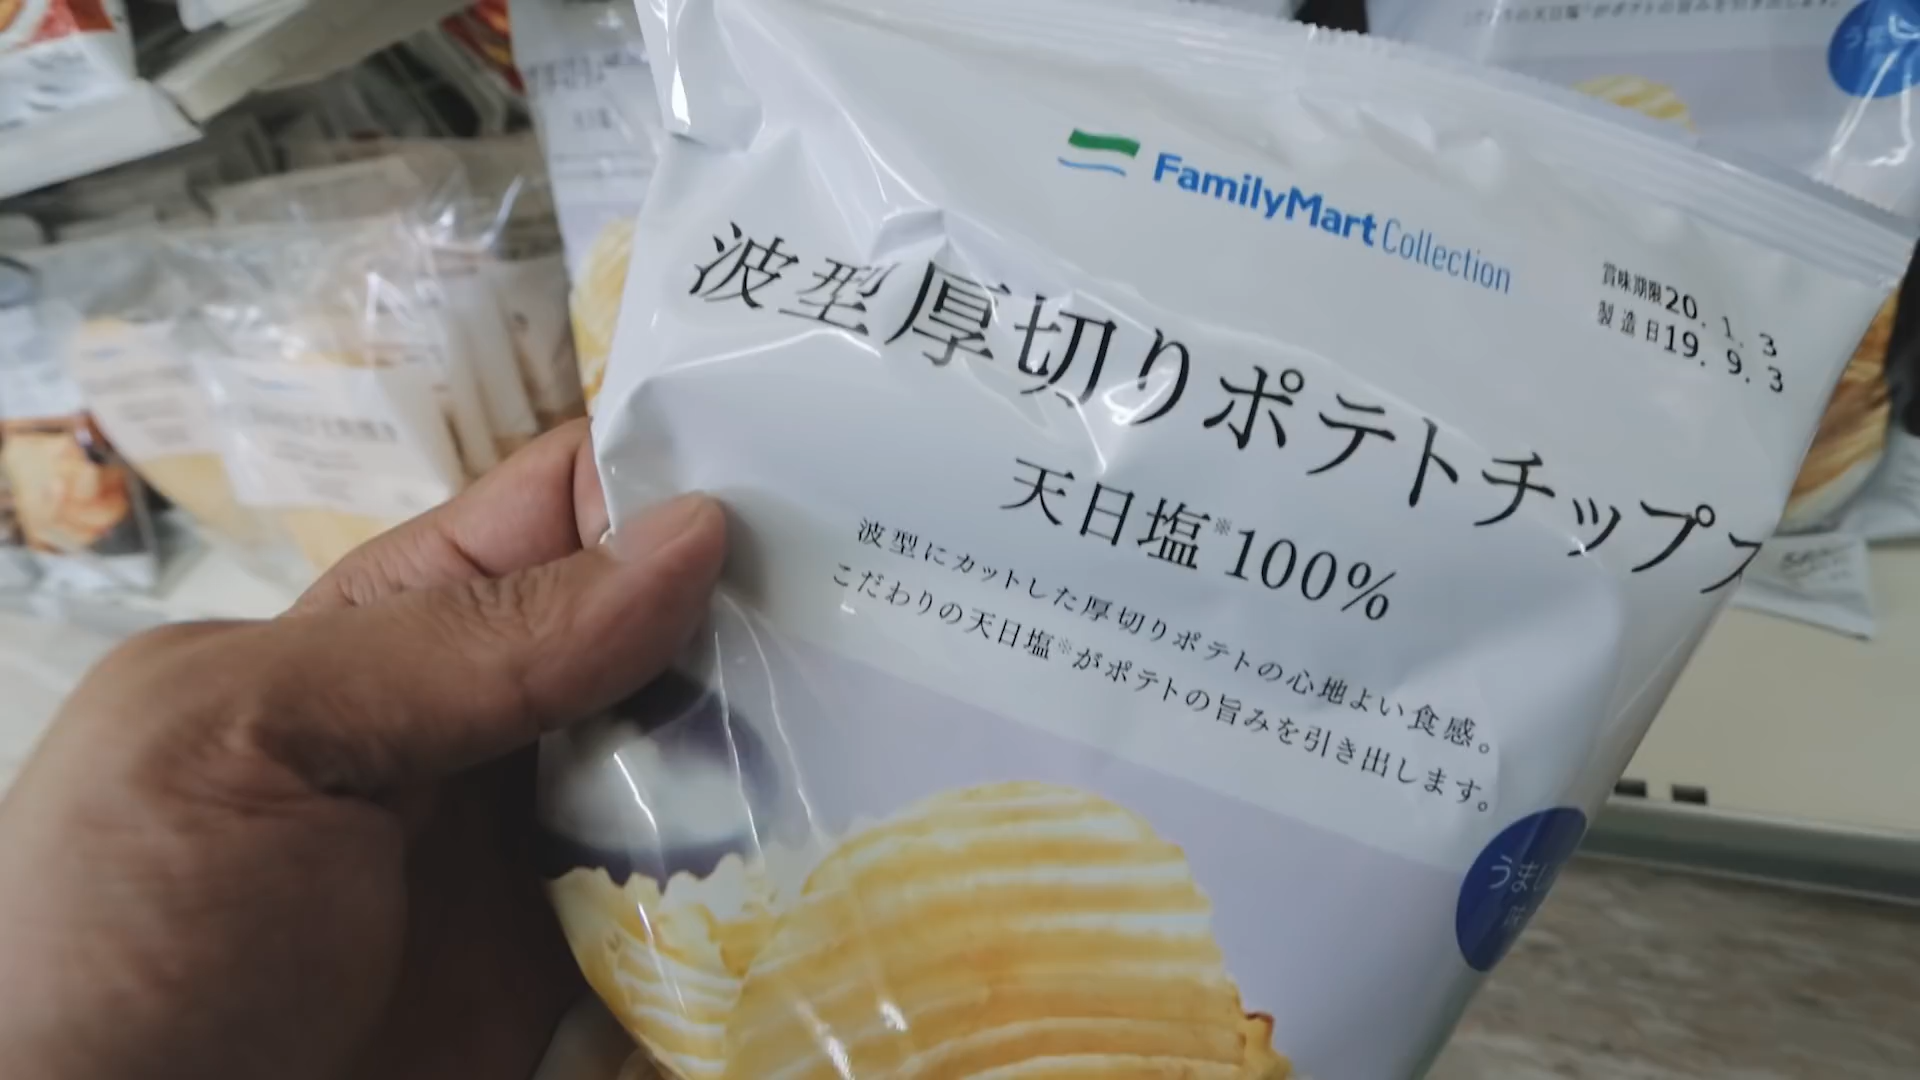 FamilyMart Collection
賞味期限20. 1. 3
製造日19. 9. 3
波型厚切りポテトチップス
天日塩※100%
波型にカットした厚切りポテトの心地よい食感。
こだわりの天日塩※がポテトの旨みを引き出します。
うまし